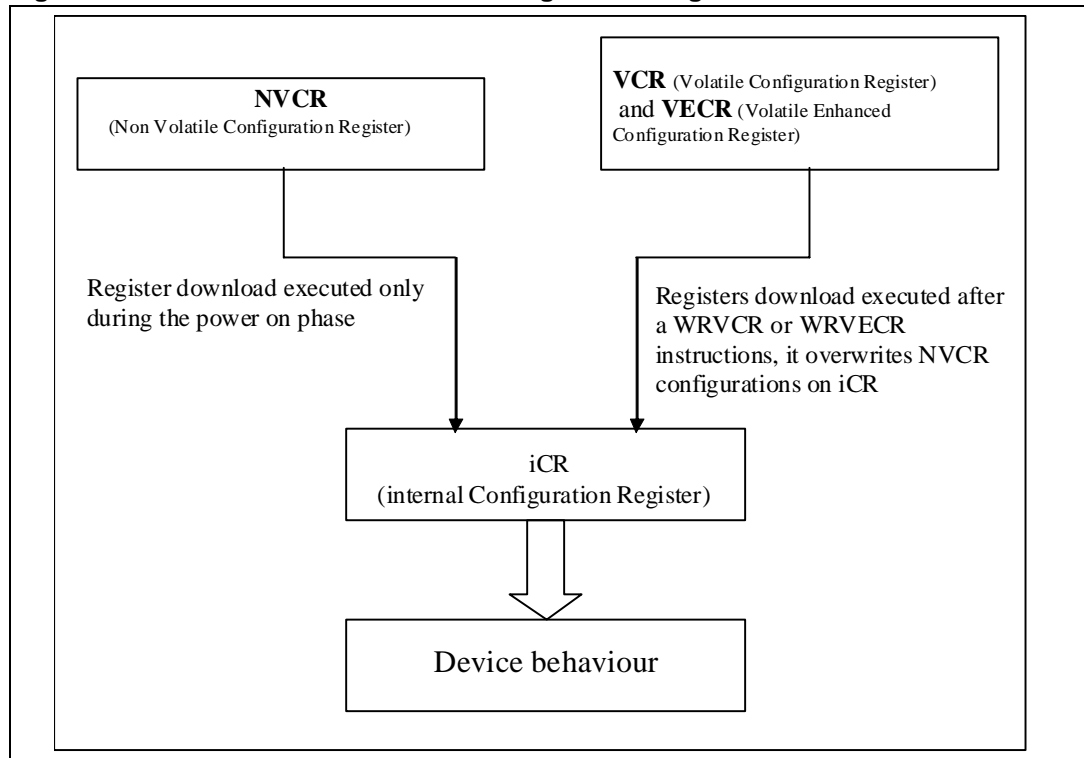 NVCR
(Non Volatile Configuration Register)
VCR (Volatile Configuration Register)
and VECR (Volatile Enhanced
Configuration Register)
Register download executed only
during the power on phase
Registers download executed after
a WRVCR or WRVECR
instructions, it overwrites NVCR
configurations on iCR
iCR
(internal Configuration Register)
Device behaviour